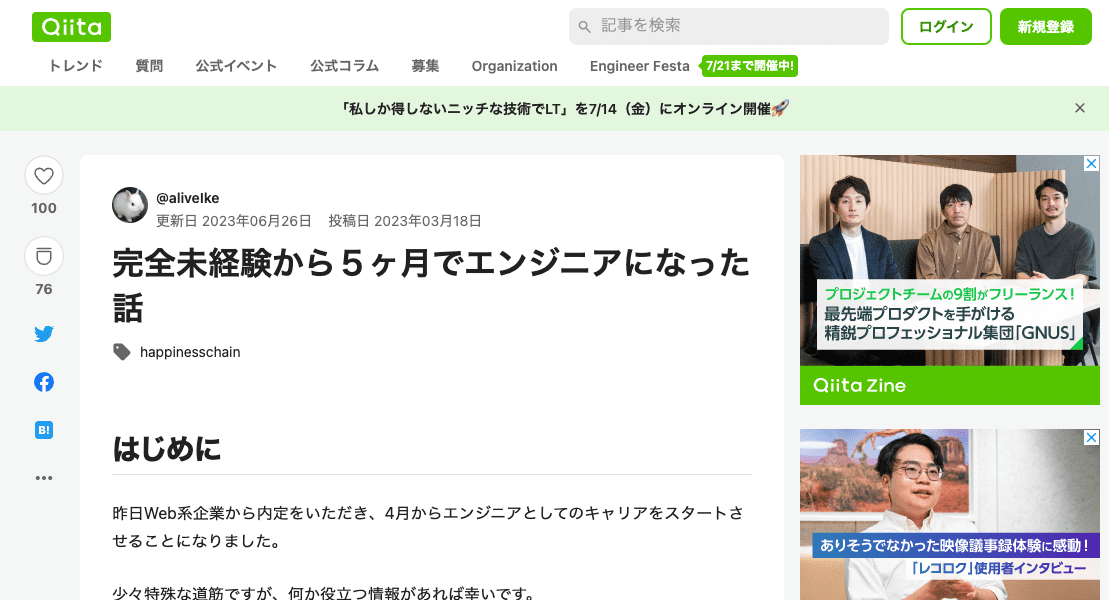 Qiita
記事を検索
ログイン
新規登録
トレンド 質問 公式イベント 公式コラム 募集 Organization Engineer Festa 7/21まで開催中!
「私しか得しないニッチな技術でLT」を7/14（金）にオンライン開催🚀
100
76
B!
@aliveIke
更新日 2023年06月26日 投稿日 2023年03月18日
完全未経験から５ヶ月でエンジニアになった
話
happinesschain
はじめに
昨日Web系企業から内定をいただき、4月からエンジニアとしてのキャリアをスタートさ
せることになりました。
少々特殊な道筋ですが、何か役立つ情報があれば幸いです。
プロジェクトチームの9割がフリーランス！
最先端プロダクトを手がける
精鋭プロフェッショナル集団「GNUS」
Qiita Zine
ありそうでなかった映像議事録体験に感動！
「レコロク」使用者インタビュー